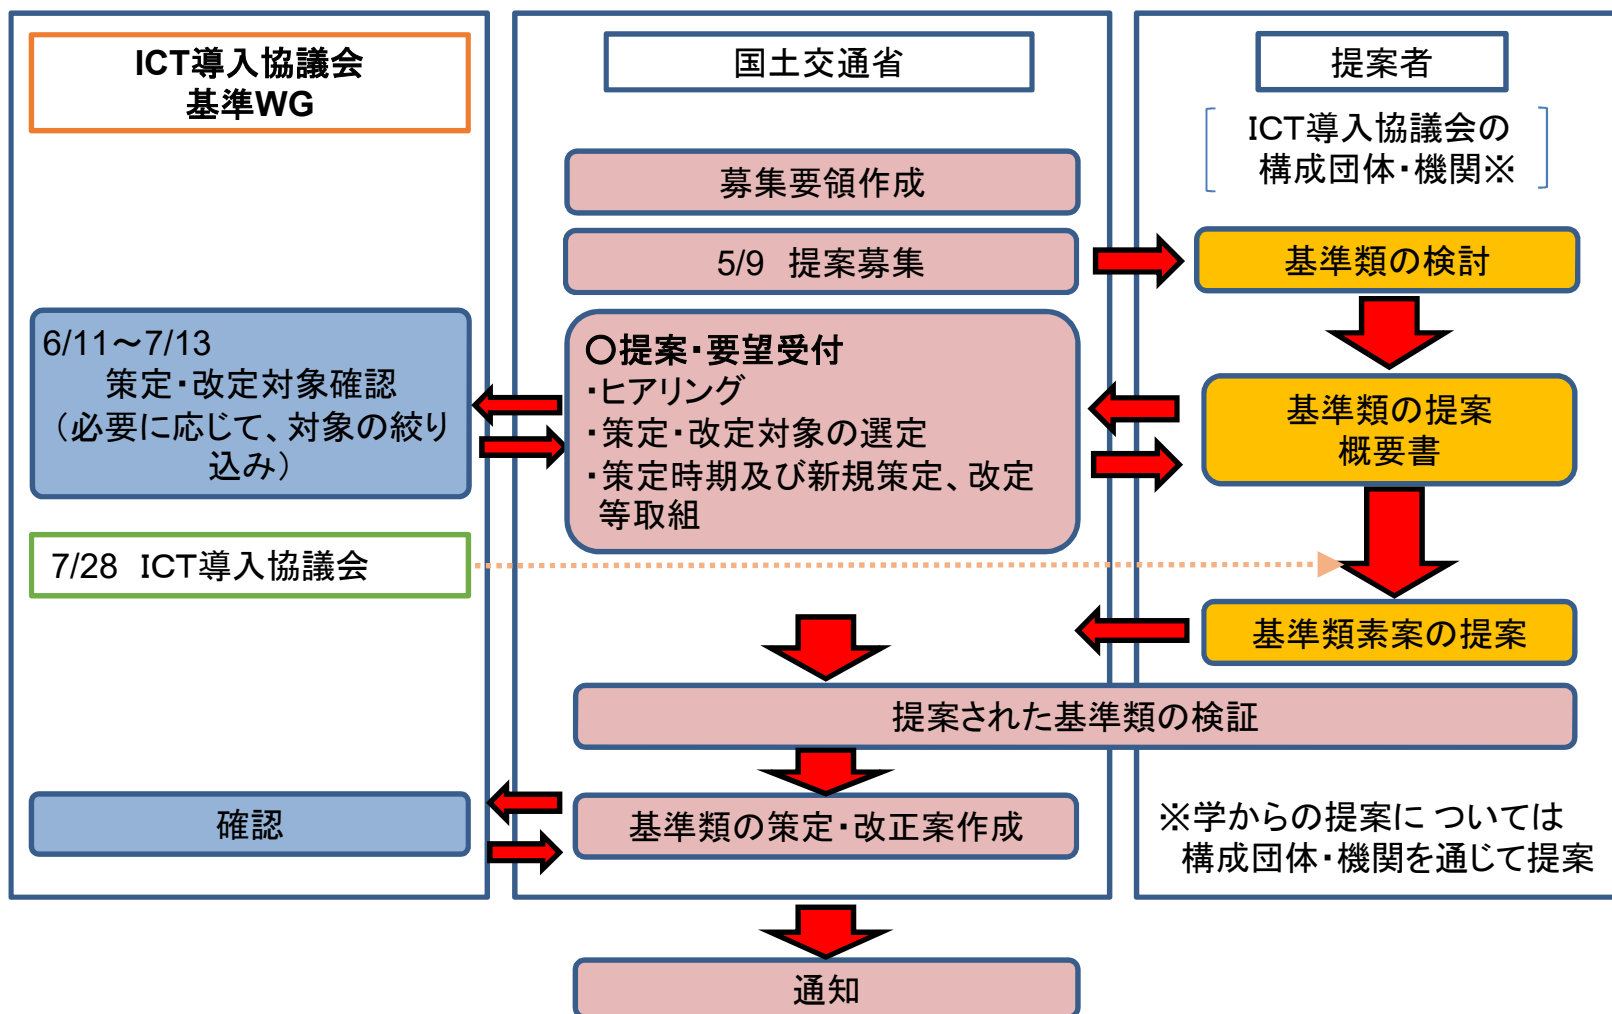 ICT導入協議会
基準WG
国土交通省
提案者
ICT導入協議会の
構成団体・機関※
募集要領作成
5/9 提案募集
基準類の検討
6/11～7/13
策定・改定対象確認
（必要に応じて、対象の絞り
込み）
〇提案・要望受付
・ヒアリング
・策定・改定対象の選定
・策定時期及び新規策定、改定
等取組
基準類の提案
概要書
7/28 ICT導入協議会
基準類素案の提案
提案された基準類の検証
確認
基準類の策定・改正案作成
※学からの提案に ついては
構成団体・機関を通じて提案
通知